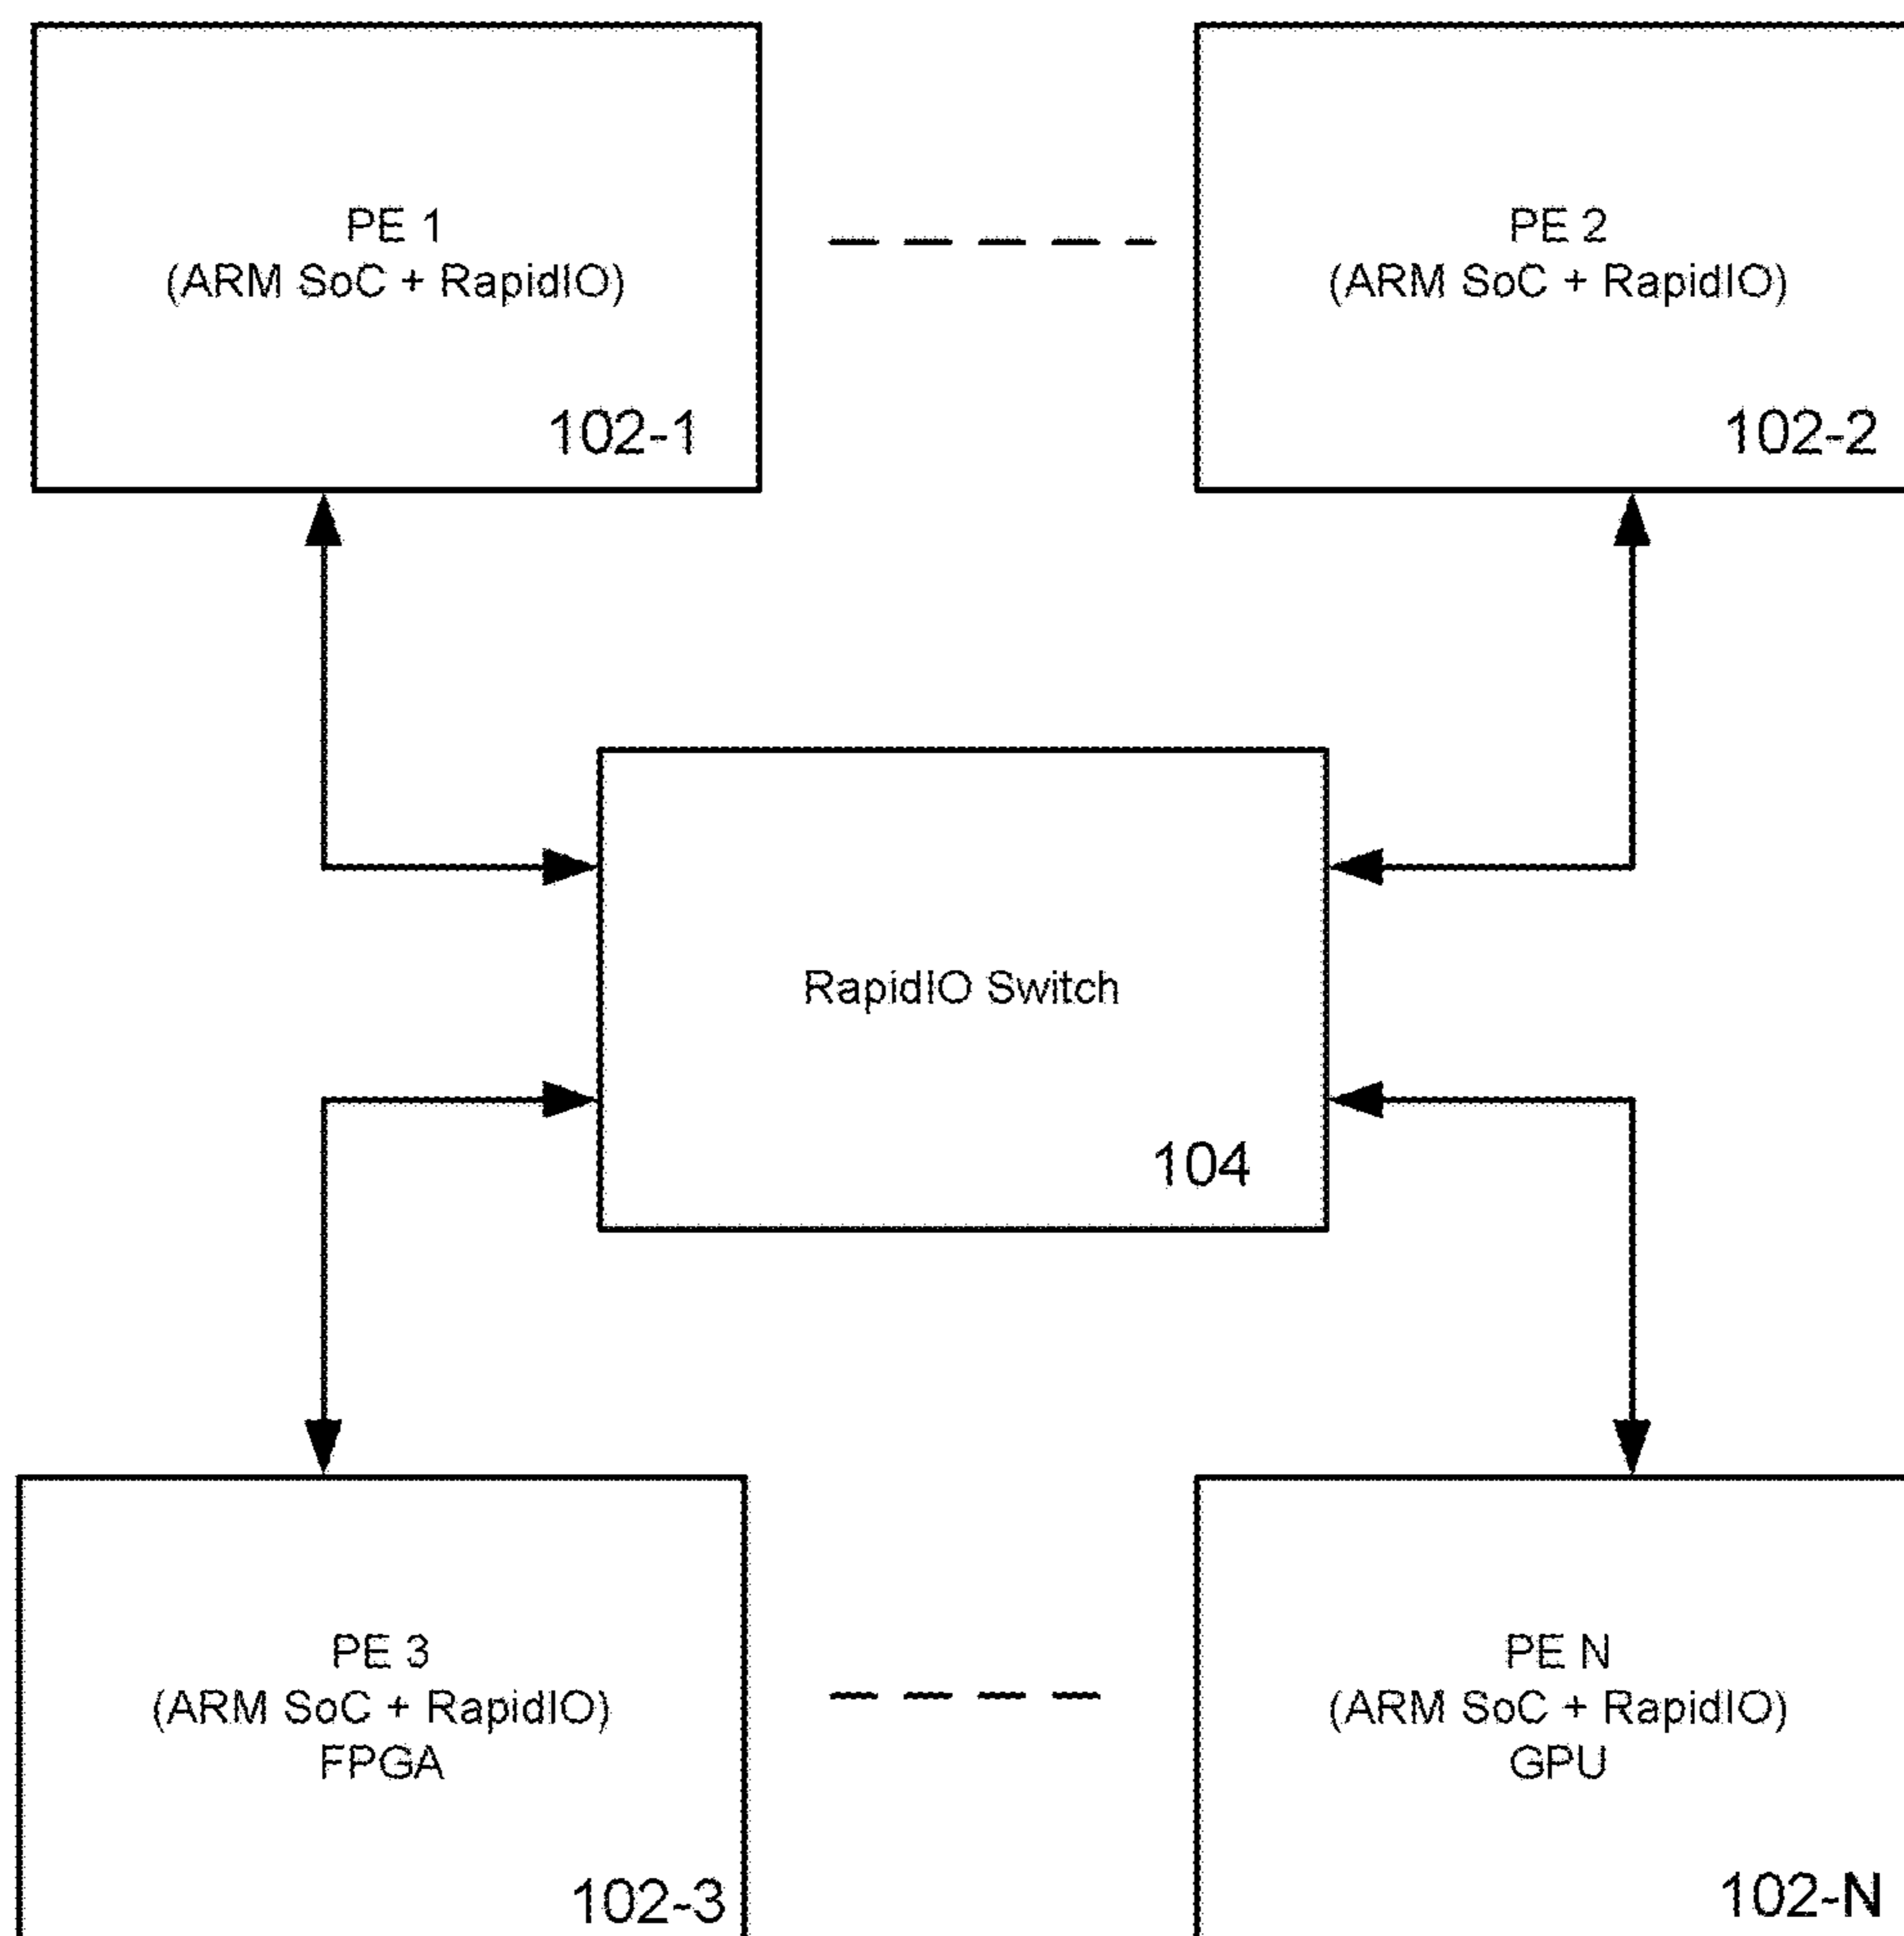 PE 1
(ARM SoC + RapidIO)
102-1
PE 2
(ARM SoC + RapidIO)
102-2
RapidIO Switch
104
PE 3
(ARM SoC + RapidIO)
FPGA
102-3
PE N
(ARM SoC + RapidIO)
GPU
102-N